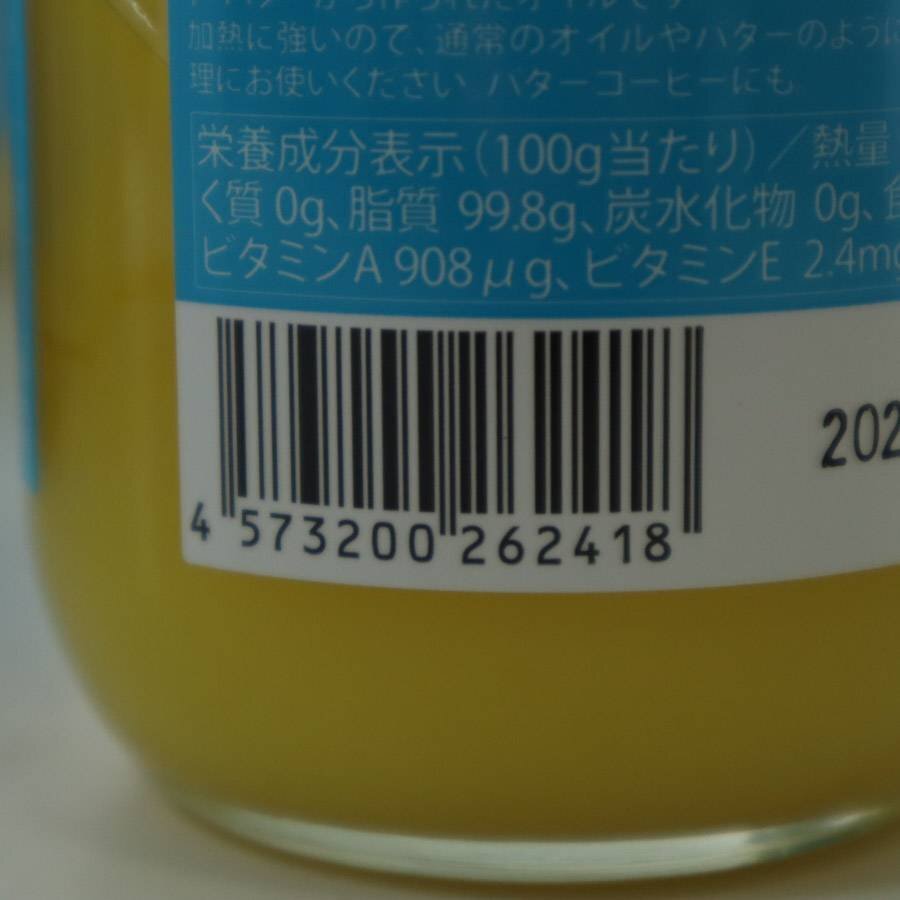 加熱に強いので、通常のオイルやバターのように
理にお使いください。バターコーヒーにも
栄養成分表示(100g当たり)/熱量
く質 0g、脂質 99.8g、炭水化物 0g、食
ビタミンA 908μg、ビタミンE 2.4mg
4 573200 262418
202